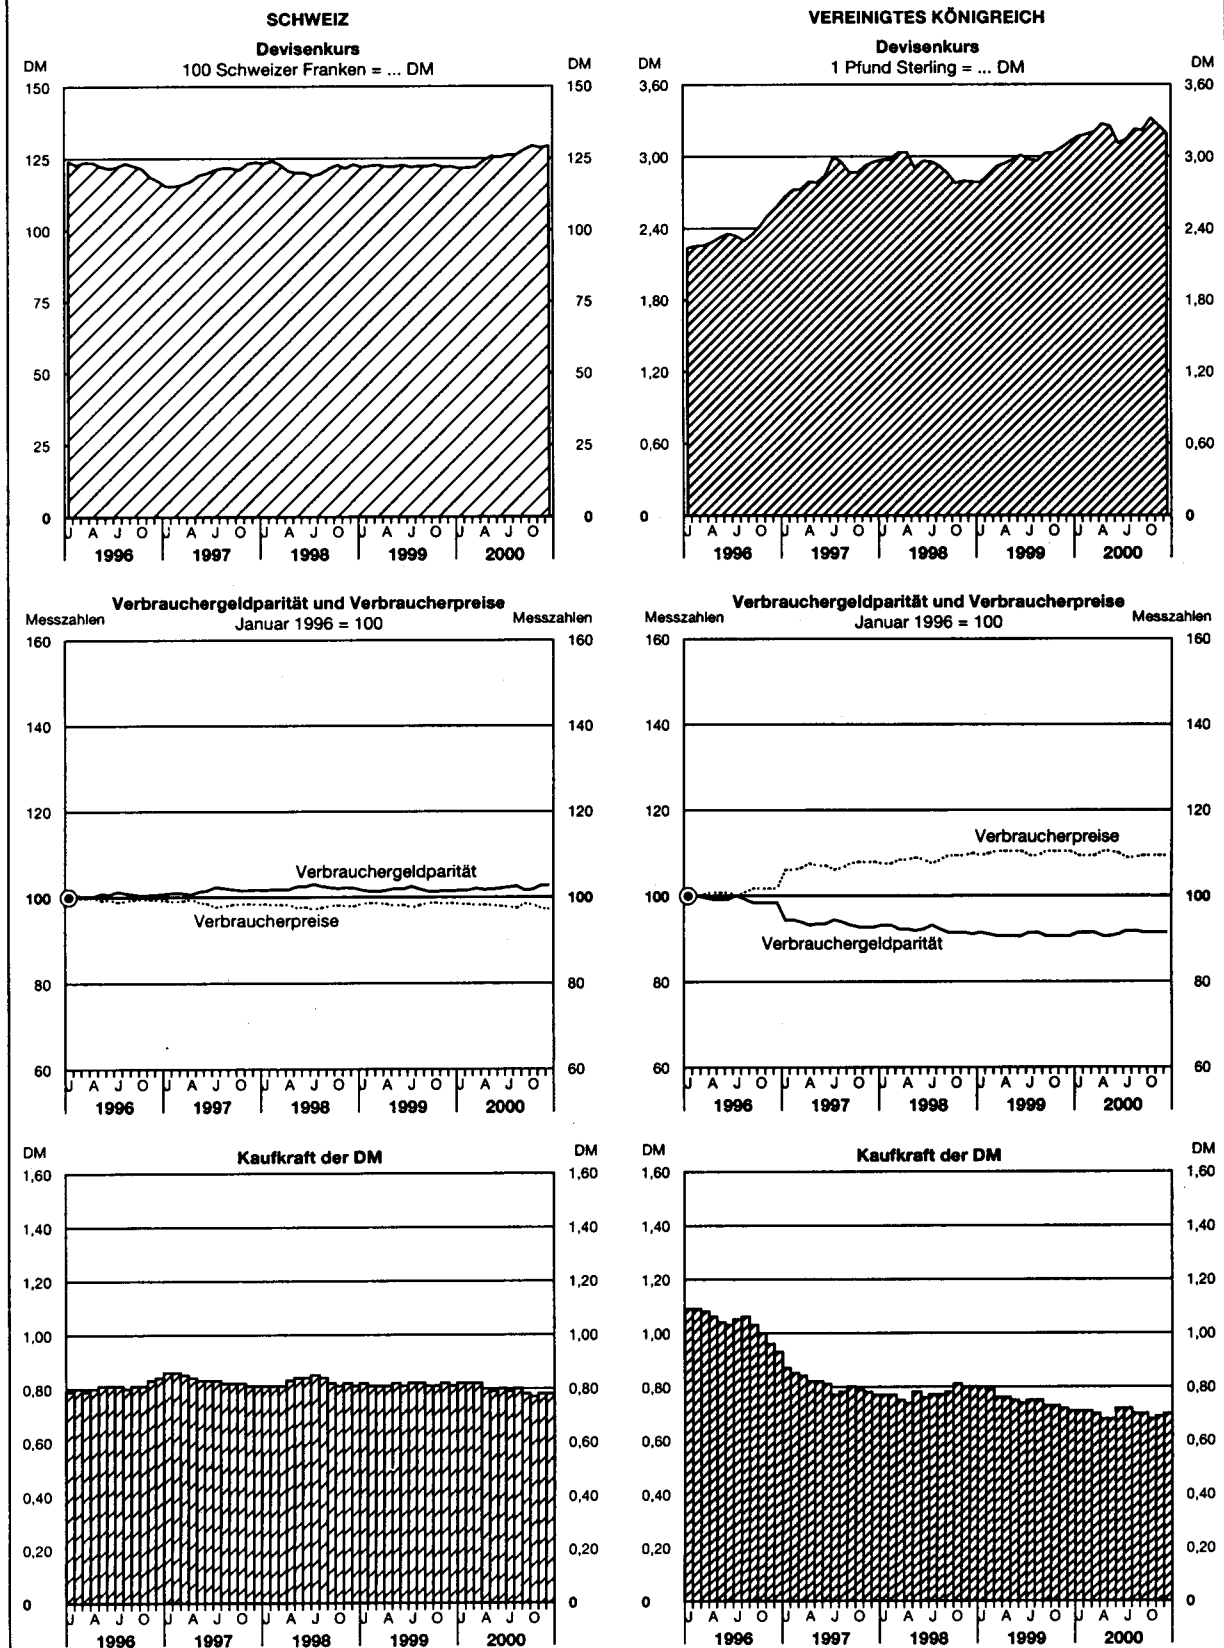 SCHWEIZ
Devisenkurs
100 Schweizer Franken = ... DM
DM DM
150 150
125 125
100 100
75 75
50 50
25 25
0 0
J A J O J A J O J A J O J A J O J A J O
1996 1997 1998 1999 2000
VEREINIGTES KÖNIGREICH
Devisenkurs
1 Pfund Sterling = ... DM
DM DM
3,60 3,60
3,00 3,00
2,40 2,40
1,80 1,80
1,20 1,20
0,60 0,60
0 0
J A J O J A J O J A J O J A J O J A J O
1996 1997 1998 1999 2000
Verbrauchergeldparität und Verbraucherpreise
Messzahlen Januar 1996 = 100 Messzahlen
160 160
140 140
120 120
Verbrauchergeldparität
100 100
Verbraucherpreise
80 80
60 60
J A J O J A J O J A J O J A J O J A J O
1996 1997 1998 1999 2000
Verbrauchergeldparität und Verbraucherpreise
Messzahlen Januar 1996 = 100 Messzahlen
160 160
140 140
120 120
Verbraucherpreise
100 100
Verbrauchergeldparität
80 80
60 60
J A J O J A J O J A J O J A J O J A J O
1996 1997 1998 1999 2000
DM Kaufkraft der DM DM
1,60 1,60
1,40 1,40
1,20 1,20
1,00 1,00
0,80 0,80
0,60 0,60
0,40 0,40
0,20 0,20
0 0
J A J O J A J O J A J O J A J O J A J O
1996 1997 1998 1999 2000
DM Kaufkraft der DM DM
1,60 1,60
1,40 1,40
1,20 1,20
1,00 1,00
0,80 0,80
0,60 0,60
0,40 0,40
0,20 0,20
0 0
J A J O J A J O J A J O J A J O J A J O
1996 1997 1998 1999 2000